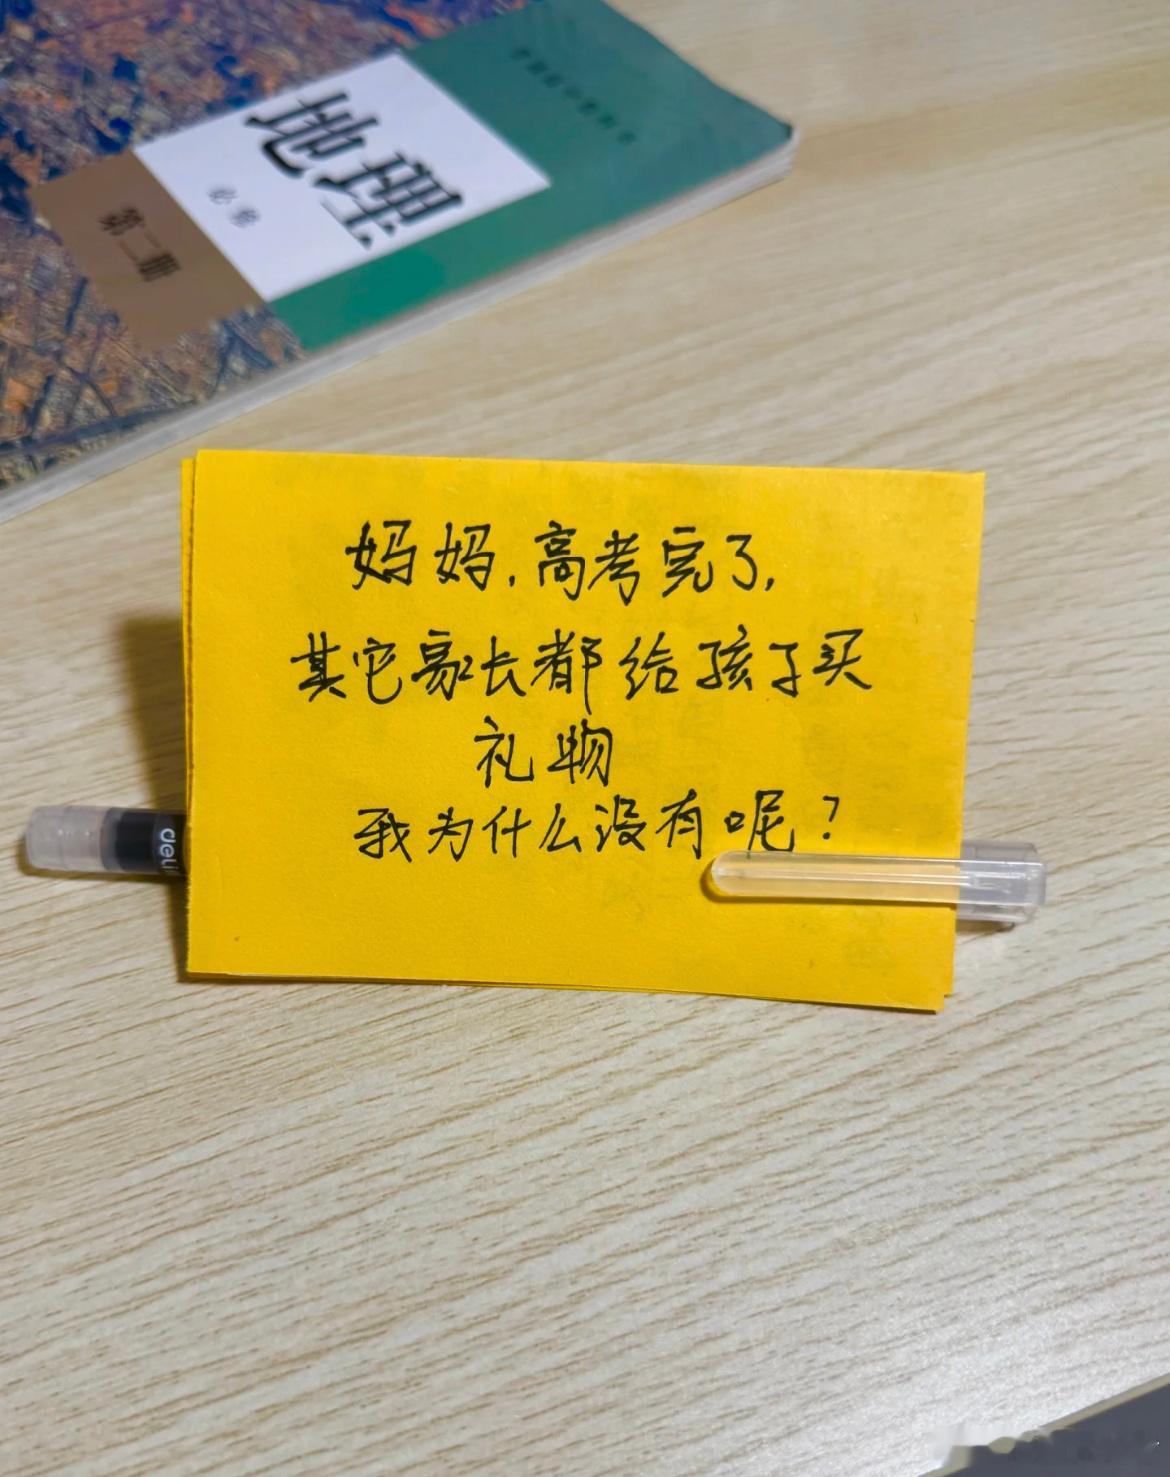 地理
必修
第二册
妈妈,高考完了,
其它家长都给孩子买
礼物
我为什么没有呢?
deli